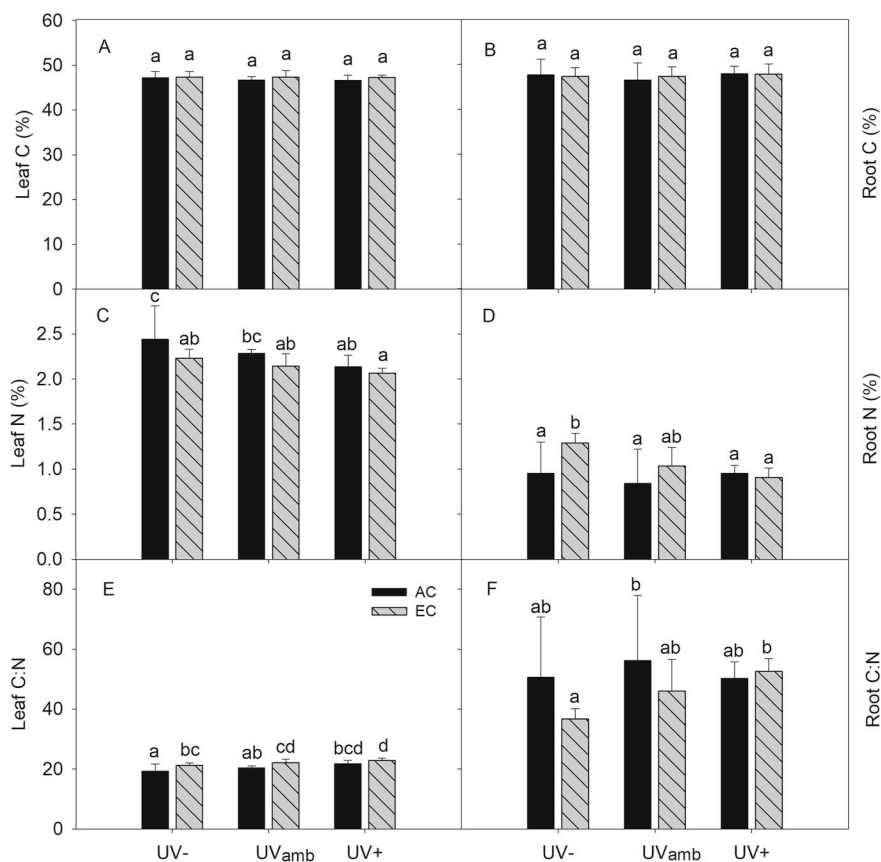 60
50
40
30
20
10
0
Leaf C (%)
A
a a a a a a
B
a a a a a a
Root C (%)
2.5
2.0
1.5
1.0
0.5
0.0
Leaf N (%)
C
c ab bc ab ab a
D
a b a ab a a
Root N (%)
80
60
40
20
0
Leaf C:N
E
AC
EC
a bc ab cd bcd d
F
ab a b ab ab b
Root C:N
UV- UVamb UV+
UV- UVamb UV+